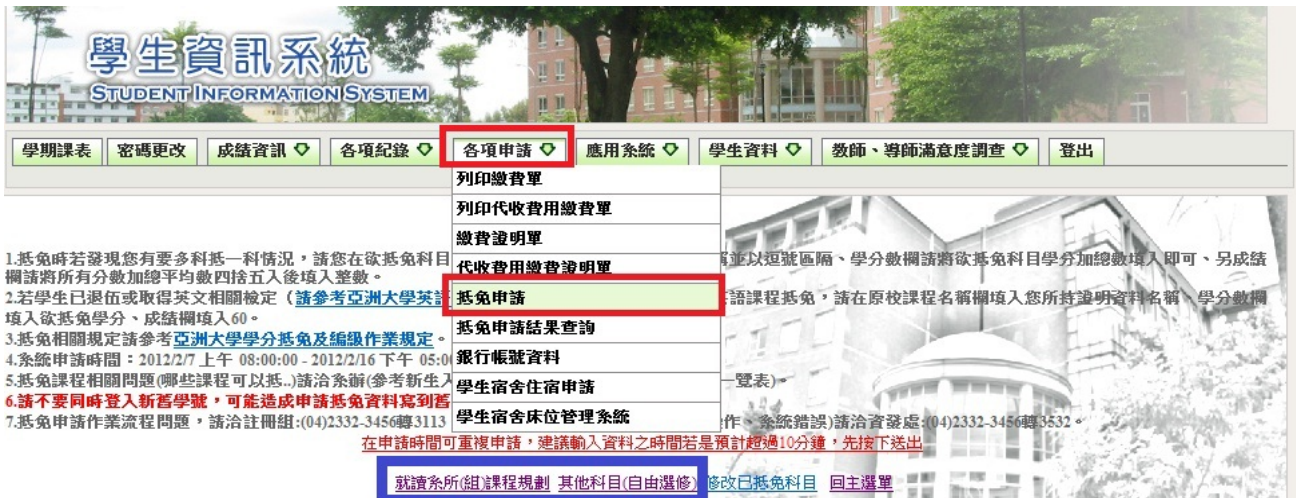 學生資訊系統
STUDENT INFORMATION SYSTEM
學期課表 密碼更改 成績資訊 各項紀錄 各項申請 應用系統 學生資料 教師、導師滿意度調查 登出
列印繳費單
列印代收費用繳費單
繳費證明單
代收費用繳費證明單
抵免申請
抵免申請結果查詢
銀行帳號資料
學生宿舍住宿申請
學生宿舍床位管理系統
1.抵免時若發現您有要多科抵一科情況,請您在欲抵免科目 並以逗號區隔、學分數欄請將欲抵免科目學分加總數填入即可、另成績
欄請將所有分數加總平均數四捨五入後填入整數。
2.若學生已退伍或取得英文相關檢定(請參考亞洲大學英語 語課程抵免,請在原校課程名稱欄填入您所持證明資料名稱、學分數欄
填入欲抵免學分、成績欄填入60。
3.抵免相關規定請參考亞洲大學學分抵免及編級作業規定。
4.系統申請時間:2012/2/7 上午 08:00:00 - 2012/2/16 下午 05:00
5.抵免課程相關問題(哪些課程可以抵..)請洽系辦(參考新生入 一覽表)。
6.請不要同時登入新舊學號,可能造成申請抵免資料寫到舊
7.抵免申請作業流程問題,請洽註冊組:(04)2332-3456轉3113 作、系統錯誤)請洽資發處:(04)2332-3456轉3532。
在申請時間可重複申請,建議輸入資料之時間若是預計超過10分鐘,先按下送出
就讀系所(組)課程規劃 其他科目(自由選修) 修改已抵免科目 回主選單